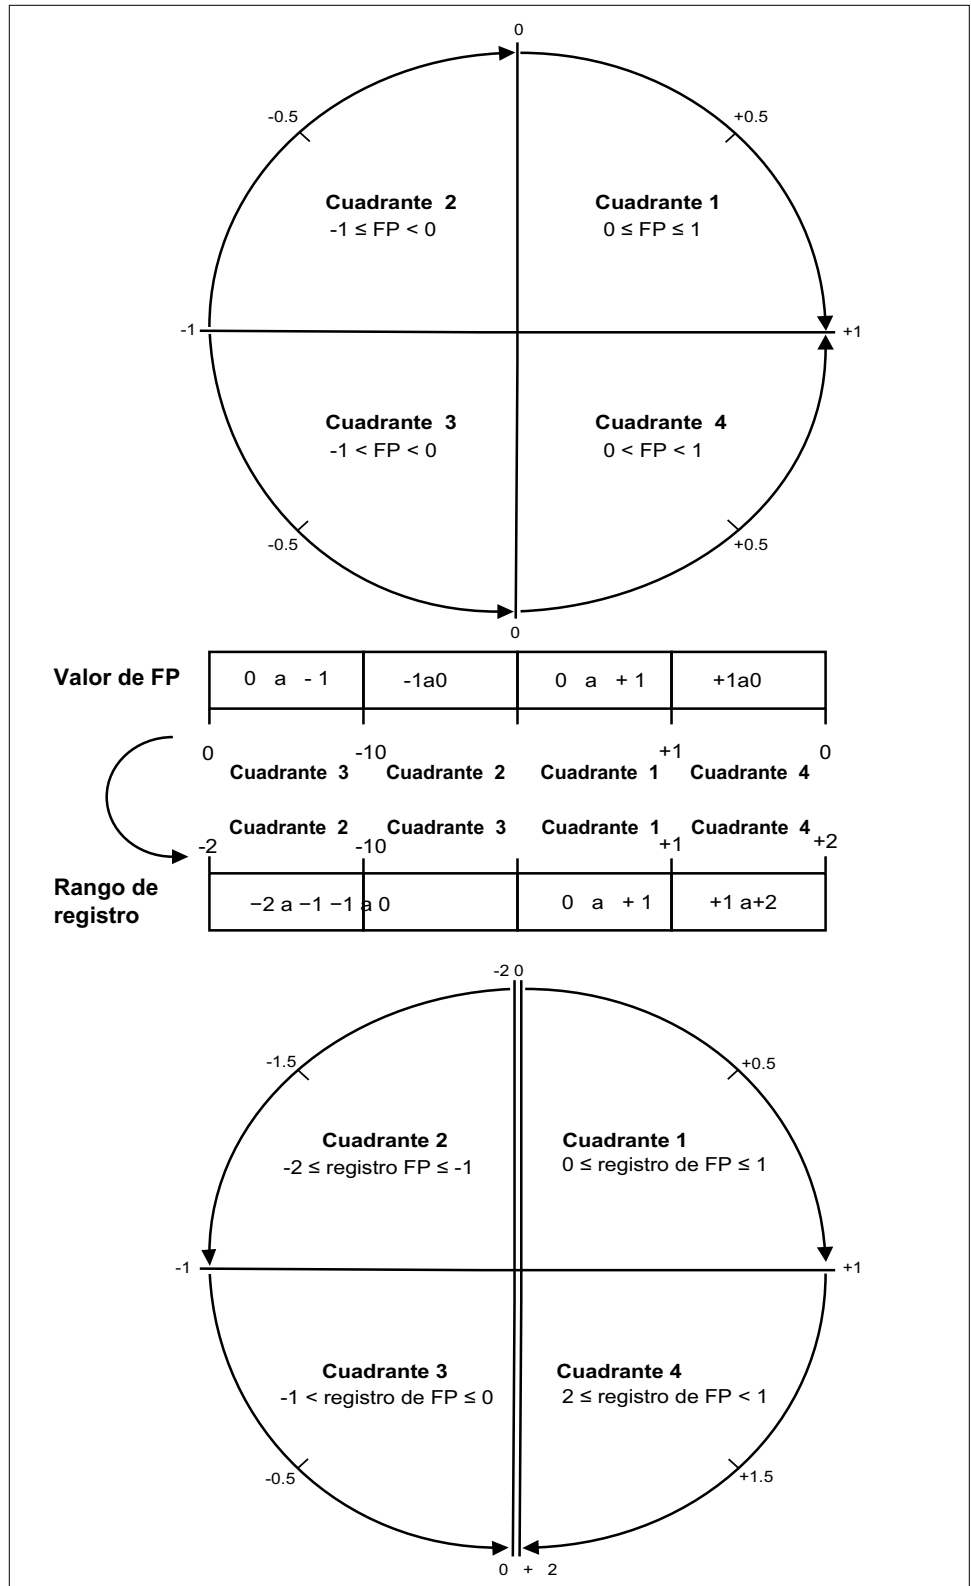 0
-0.5 +0.5
Cuadrante 2 Cuadrante 1
-1 ≤ FP < 0 0 ≤ FP ≤ 1
-1 +1
Cuadrante 3 Cuadrante 4
-1 < FP < 0 0 < FP < 1
-0.5 +0.5
0
Valor de FP 0 a - 1 -1a0 0 a + 1 +1a0
0 -10 +1 0
Cuadrante 3 Cuadrante 2 Cuadrante 1 Cuadrante 4
Cuadrante 2 Cuadrante 3 Cuadrante 1 Cuadrante 4
-2 -10 +1 +2
Rango de
registro −2 a −1 −1 a 0 0 a + 1 +1 a+2
-2 0
-1.5 +0.5
Cuadrante 2 Cuadrante 1
-2 ≤ registro FP ≤ -1 0 ≤ registro de FP ≤ 1
-1 +1
Cuadrante 3 Cuadrante 4
-1 < registro de FP ≤ 0 2 ≤ registro de FP < 1
-0.5 +1.5
0 + 2